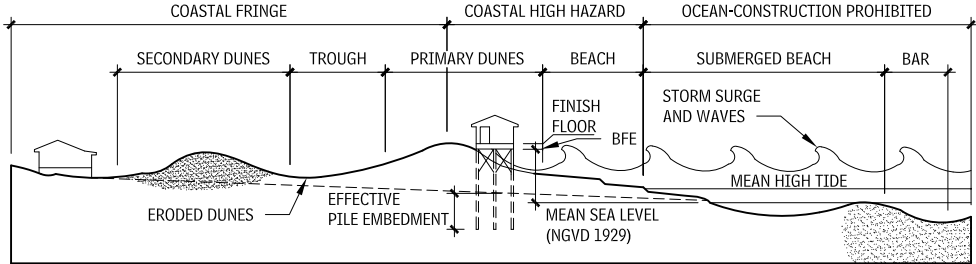 COASTAL FRINGE
COASTAL HIGH HAZARD
OCEAN-CONSTRUCTION PROHIBITED
SECONDARY DUNES
TROUGH
PRIMARY DUNES
BEACH
SUBMERGED BEACH
BAR
FINISH
FLOOR
BFE
STORM SURGE
AND WAVES
MEAN HIGH TIDE
ERODED DUNES
EFFECTIVE
PILE EMBEDMENT
MEAN SEA LEVEL
(NGVD 1929)